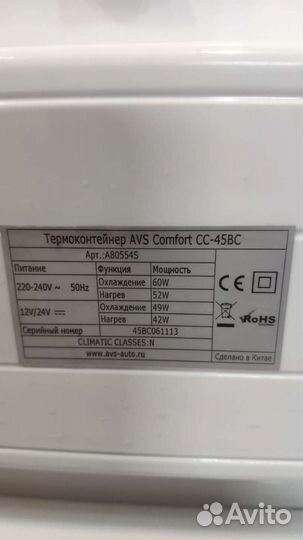 Термоконтейнер AVS Comfort CC-45BC
Арт.:A80554S
Питание Функция Мощность
220-240V ~ 50Hz Охлаждение 60W
Нагрев 52W
12V/24V Охлаждение 49W
Нагрев 42W
Серийный номер 45BC061113
CLIMATIC CLASSES:N
www.avs-auto.ru
CE
RoHS
Сделано в Китае
Avito